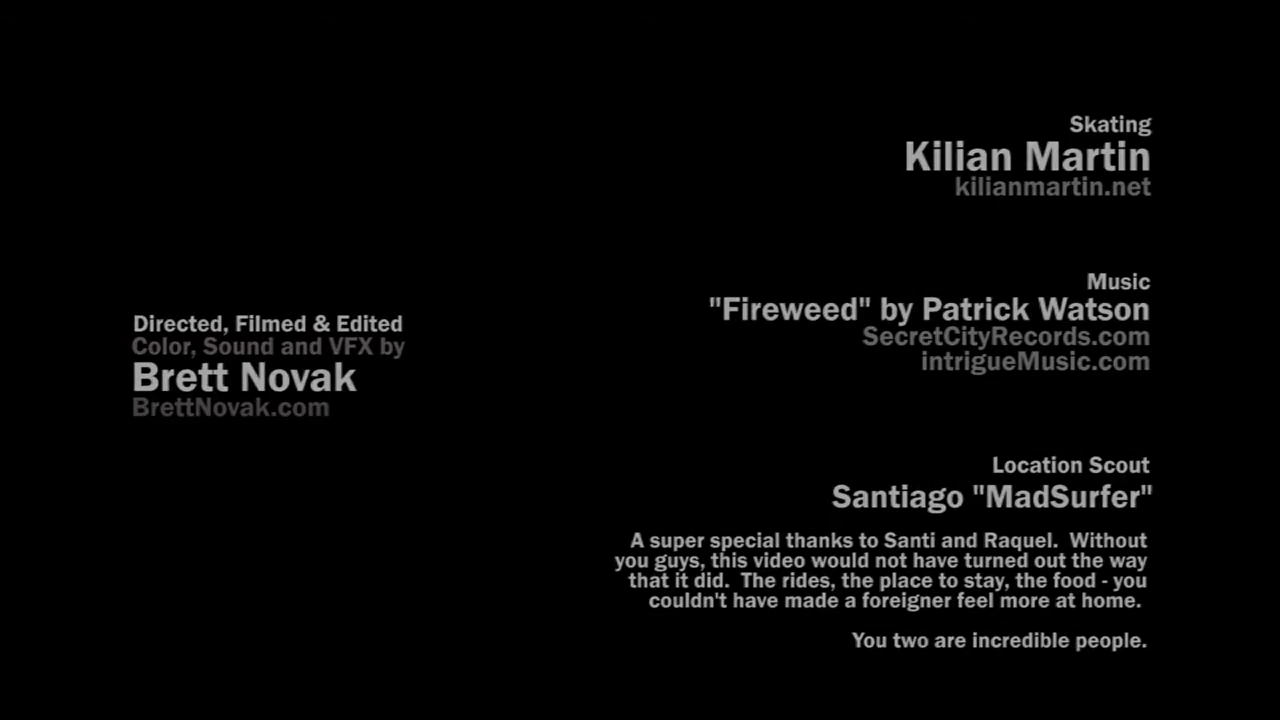 Directed, Filmed & Edited
Color, Sound and VFX by
Brett Novak
BrettNovak.com
Skating
Kilian Martin
kilianmartin.net
Music
"Fireweed" by Patrick Watson
SecretCityRecords.com
intrigueMusic.com
Location Scout
Santiago "MadSurfer"
A super special thanks to Santi and Raquel.  Without
you guys, this video would not have turned out the way
that it did.  The rides, the place to stay, the food - you
couldn't have made a foreigner feel more at home.
You two are incredible people.